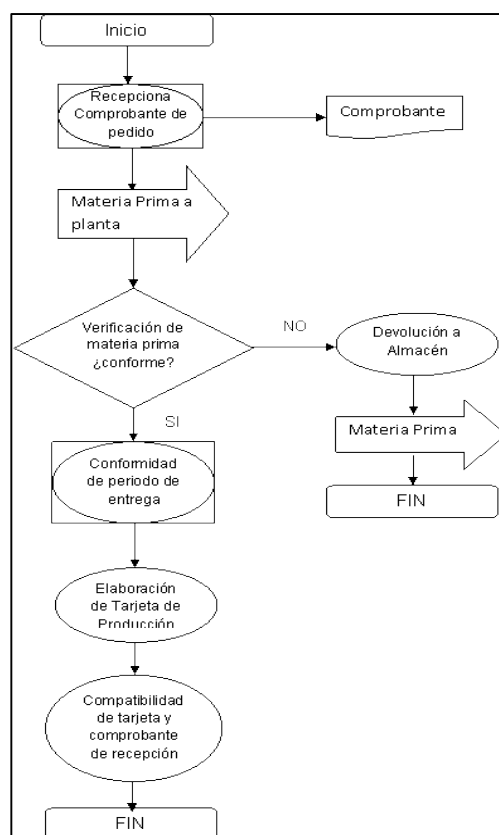 Inicio
Recepciona
Comprobante de
pedido
Comprobante
Materia Prima a
planta
Verificación de
materia prima
¿conforme?
NO
Devolución a
Almacén
SI
Materia Prima
Conformidad
de periodo de
entrega
FIN
Elaboración
de Tarjeta de
Producción
Compatibilidad
de tarjeta y
comprobante
de recepción
FIN